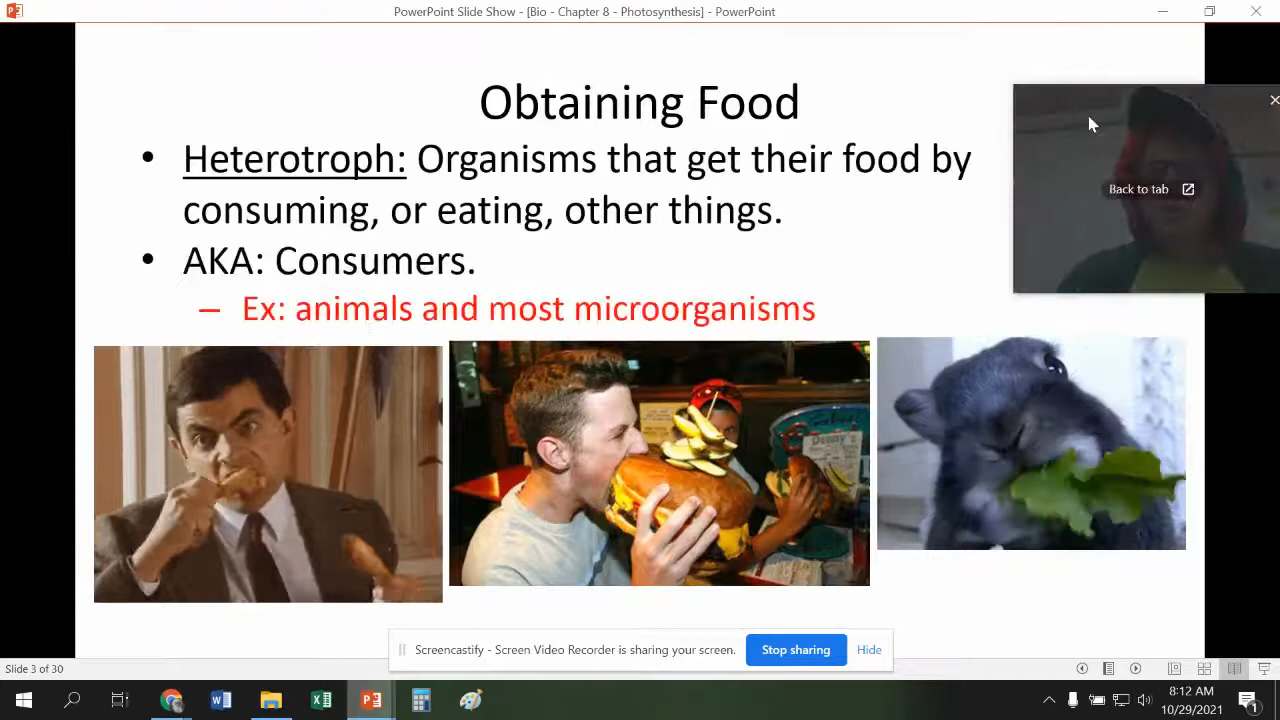 PowerPoint Slide Show - [Bio - Chapter 8 - Photosynthesis] - PowerPoint
Obtaining Food
• Heterotroph: Organisms that get their food by
consuming, or eating, other things.
• AKA: Consumers.
– Ex: animals and most microorganisms
Back to tab
Denny's
Screencastify - Screen Video Recorder is sharing your screen.
Stop sharing
Hide
Slide 3 of 30
8:12 AM
10/29/2021
1